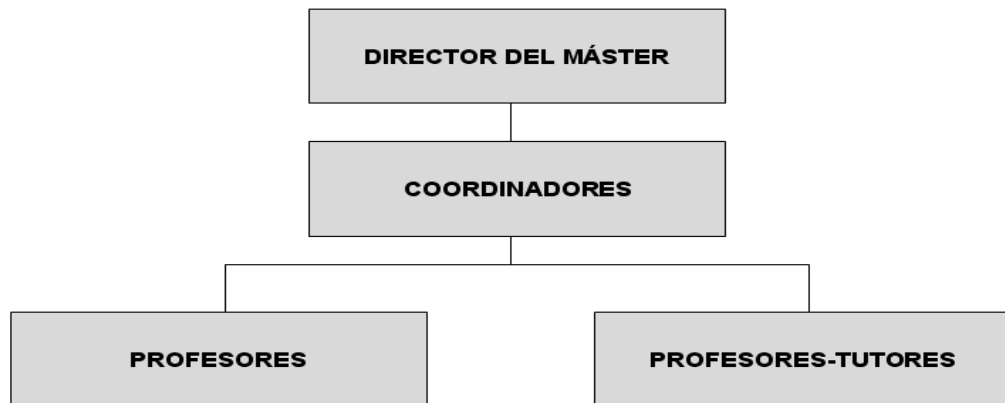 DIRECTOR DEL MÁSTER
COORDINADORES
PROFESORES
PROFESORES-TUTORES